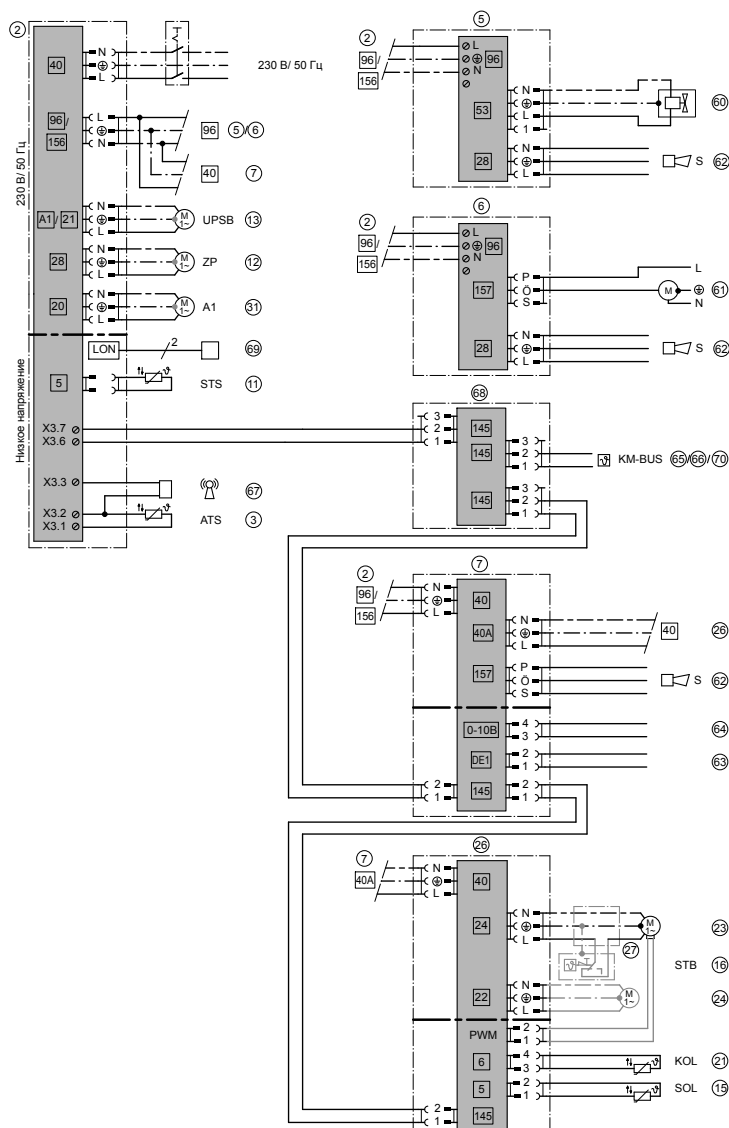 2
N
40
L
230 В/ 50 Гц
96/
156
L
N
96 5/6
40 7
230 В/ 50 Гц
A1/ 21
N
L
M
1~
UPSB 13
28
N
L
M
1~
ZP 12
20
N
L
M
1~
A1 31
LON 2 69
5
STS 11
Низкое напряжение
X3.7
X3.6
X3.3
67
X3.2
X3.1
ATS 3
5
2
96/
156
L
96
N
53
N
L
1
60
28
N
L
S 62
6
2
96/
156
L
96
N
157
P
Ö
S
L
M
N
61
28
N
L
S 62
68
3
2
1
145
145
3
2
1
KM-BUS 65/66/70
145
3
2
1
7
2
96/
156
N
L
40
40A
N
L
40 26
157
P
Ö
S
S 62
0-10В
4
3
64
DE1
2
1
63
2
1
145
2
1
26
7
40A
N
L
40
24
N
L
M
1~
23
27
STB 16
22
N
L
M
1~
24
PWM
2
1
6
4
3
KOL 21
5
2
1
SOL 15
2
1
145